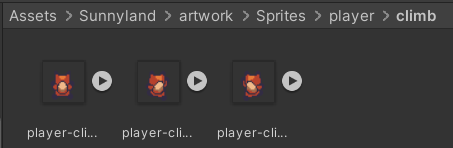 Assets > Sunnyland > artwork > Sprites > player > climb
player-cli... player-cli... player-cli...